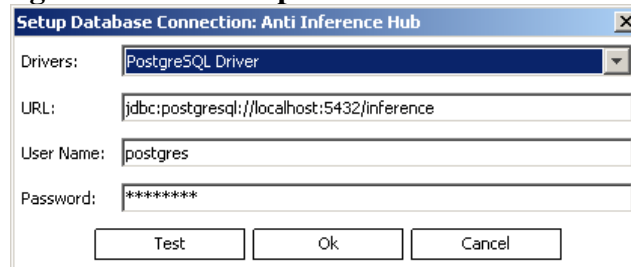 Setup Database Connection: Anti Inference Hub
Drivers: PostgreSQL Driver
URL: jdbc:postgresql://localhost:5432/inference
User Name: postgres
Password: ********
Test Ok Cancel